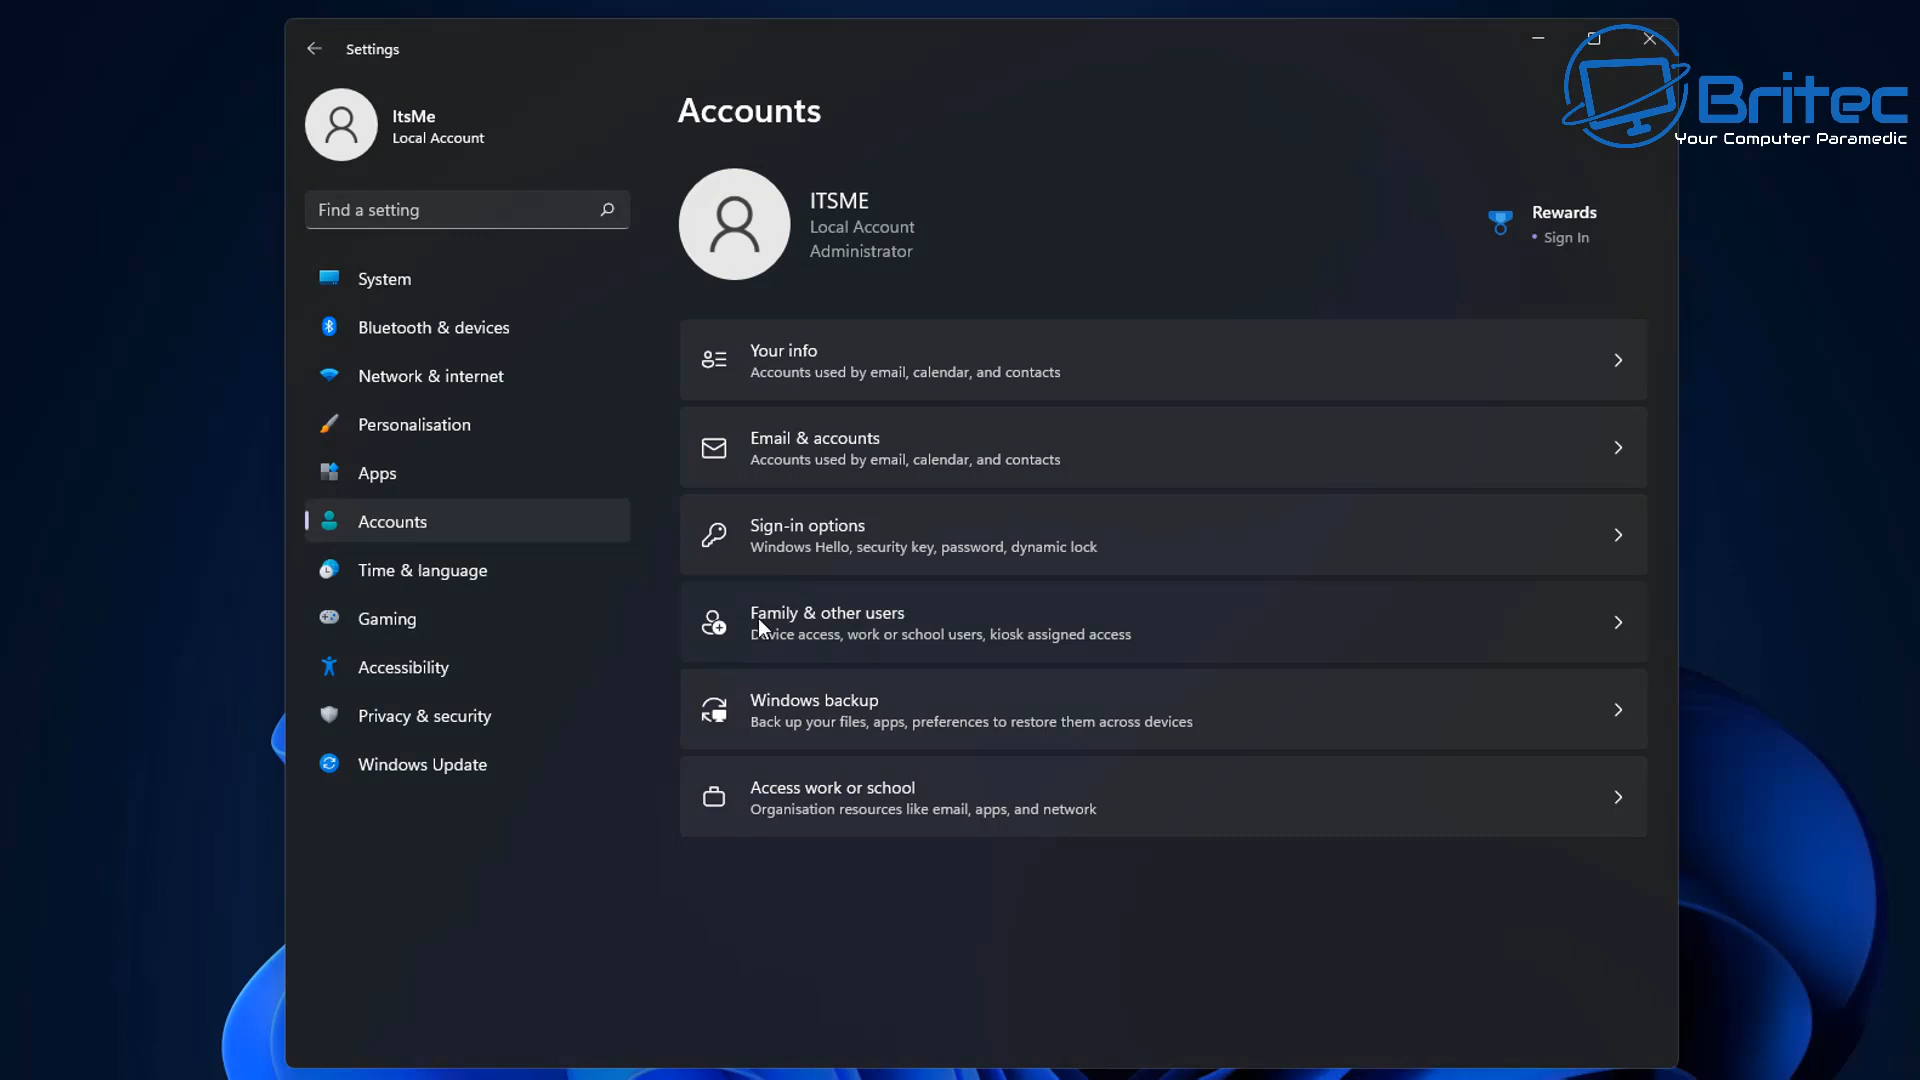 Settings
ItsMe
Local Account
Find a setting
System
Bluetooth & devices
Network & internet
Personalisation
Apps
Accounts
Time & language
Gaming
Accessibility
Privacy & security
Windows Update
Accounts
ITSME
Local Account
Administrator
Rewards
• Sign In
Your info
Accounts used by email, calendar, and contacts
Email & accounts
Accounts used by email, calendar, and contacts
Sign-in options
Windows Hello, security key, password, dynamic lock
Family & other users
Device access, work or school users, kiosk assigned access
Windows backup
Back up your files, apps, preferences to restore them across devices
Access work or school
Organisation resources like email, apps, and network
Britec
Your Computer Paramedic